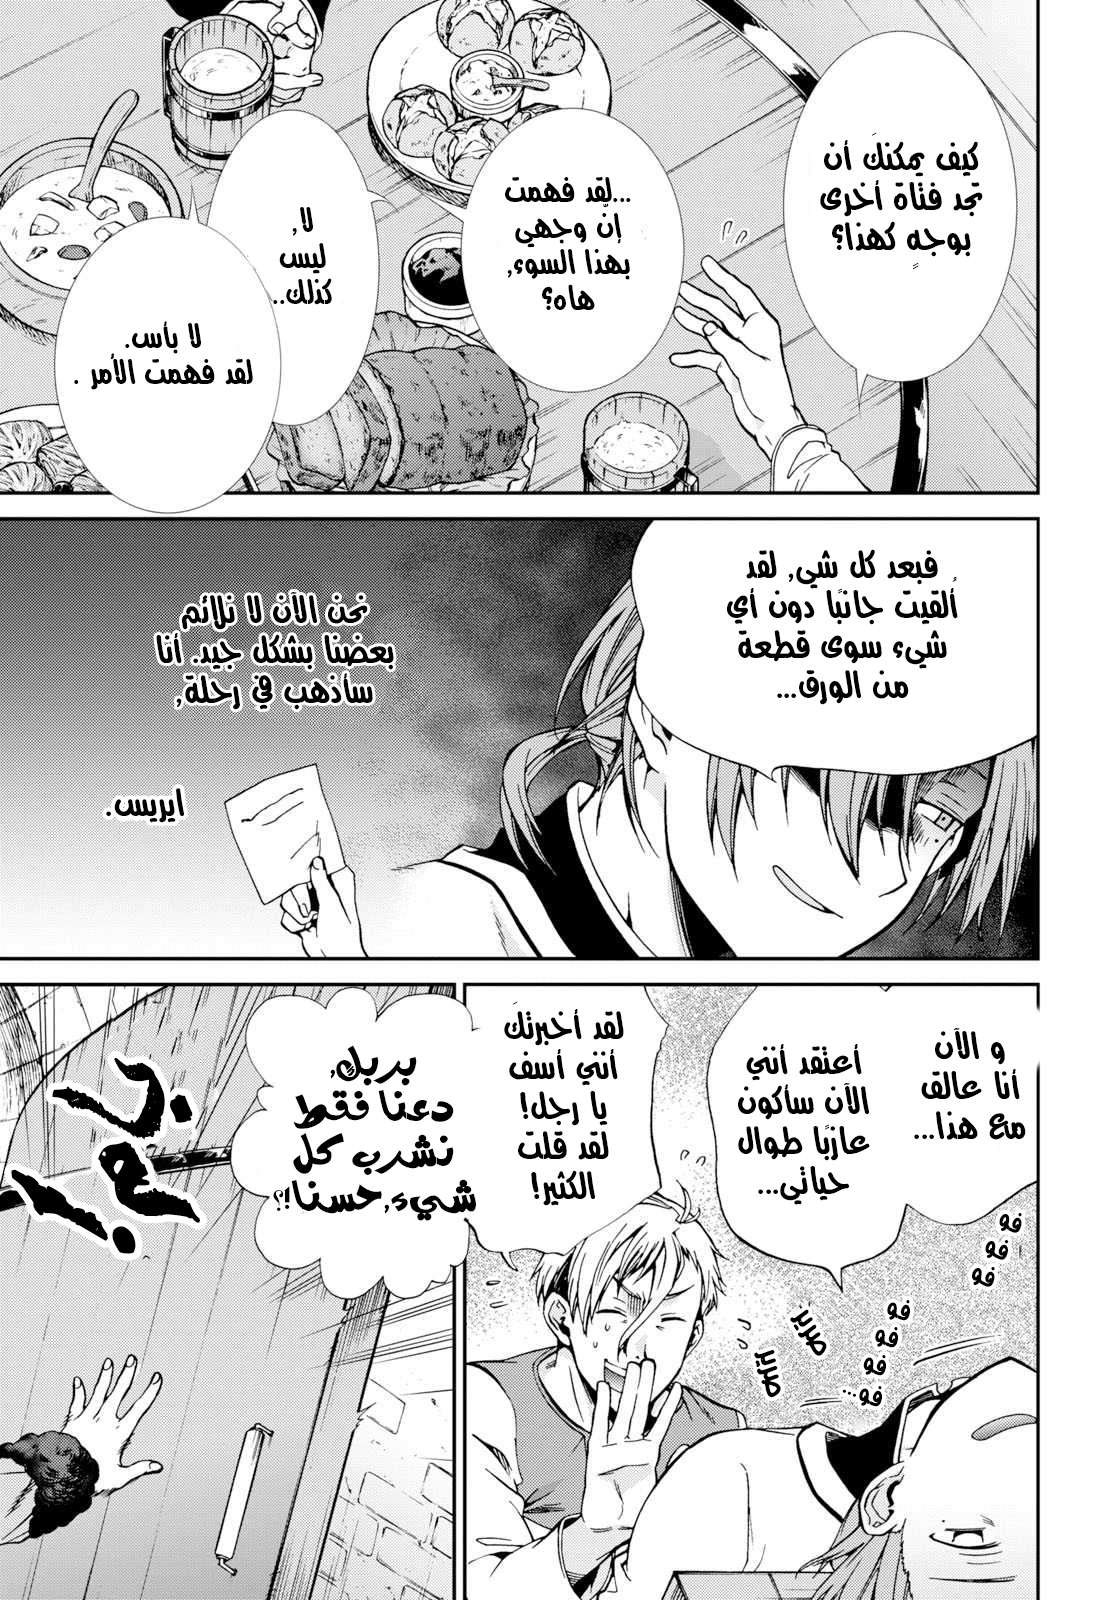 كيف يمكنكَ أن
تجد فتاة أخرى
بوجهٍ كهذا؟
...لقد فهمت
إنّ وجهي
بهذا السوء,
هاه؟
لا,
ليس
كذلك..
لا بأس.
لقد فهمت الأمر .
فبعد كل شي, لقد
أُلقيت جانبًا دون أي
شيء سوى قطعة
من الورق...
نحن الآن لا نلائم
بعضنا بشكل جيد. أنا
سأذهب في رحلة,
ايريس.
و الآن
أنا عالق
مع هذا...
أعتقد أنني
الآن سأكون
عازبًا طوال
حياتي...
لقد أخبرتكَ
أنني أسف
يا رجل!
لقد قلت
الكثير!
بربك,
دعنا فقط
نشرب كل
شيء,حسنا!؟
فو
فو
فو
فو
فو
فو
فو...
صرير
صرير